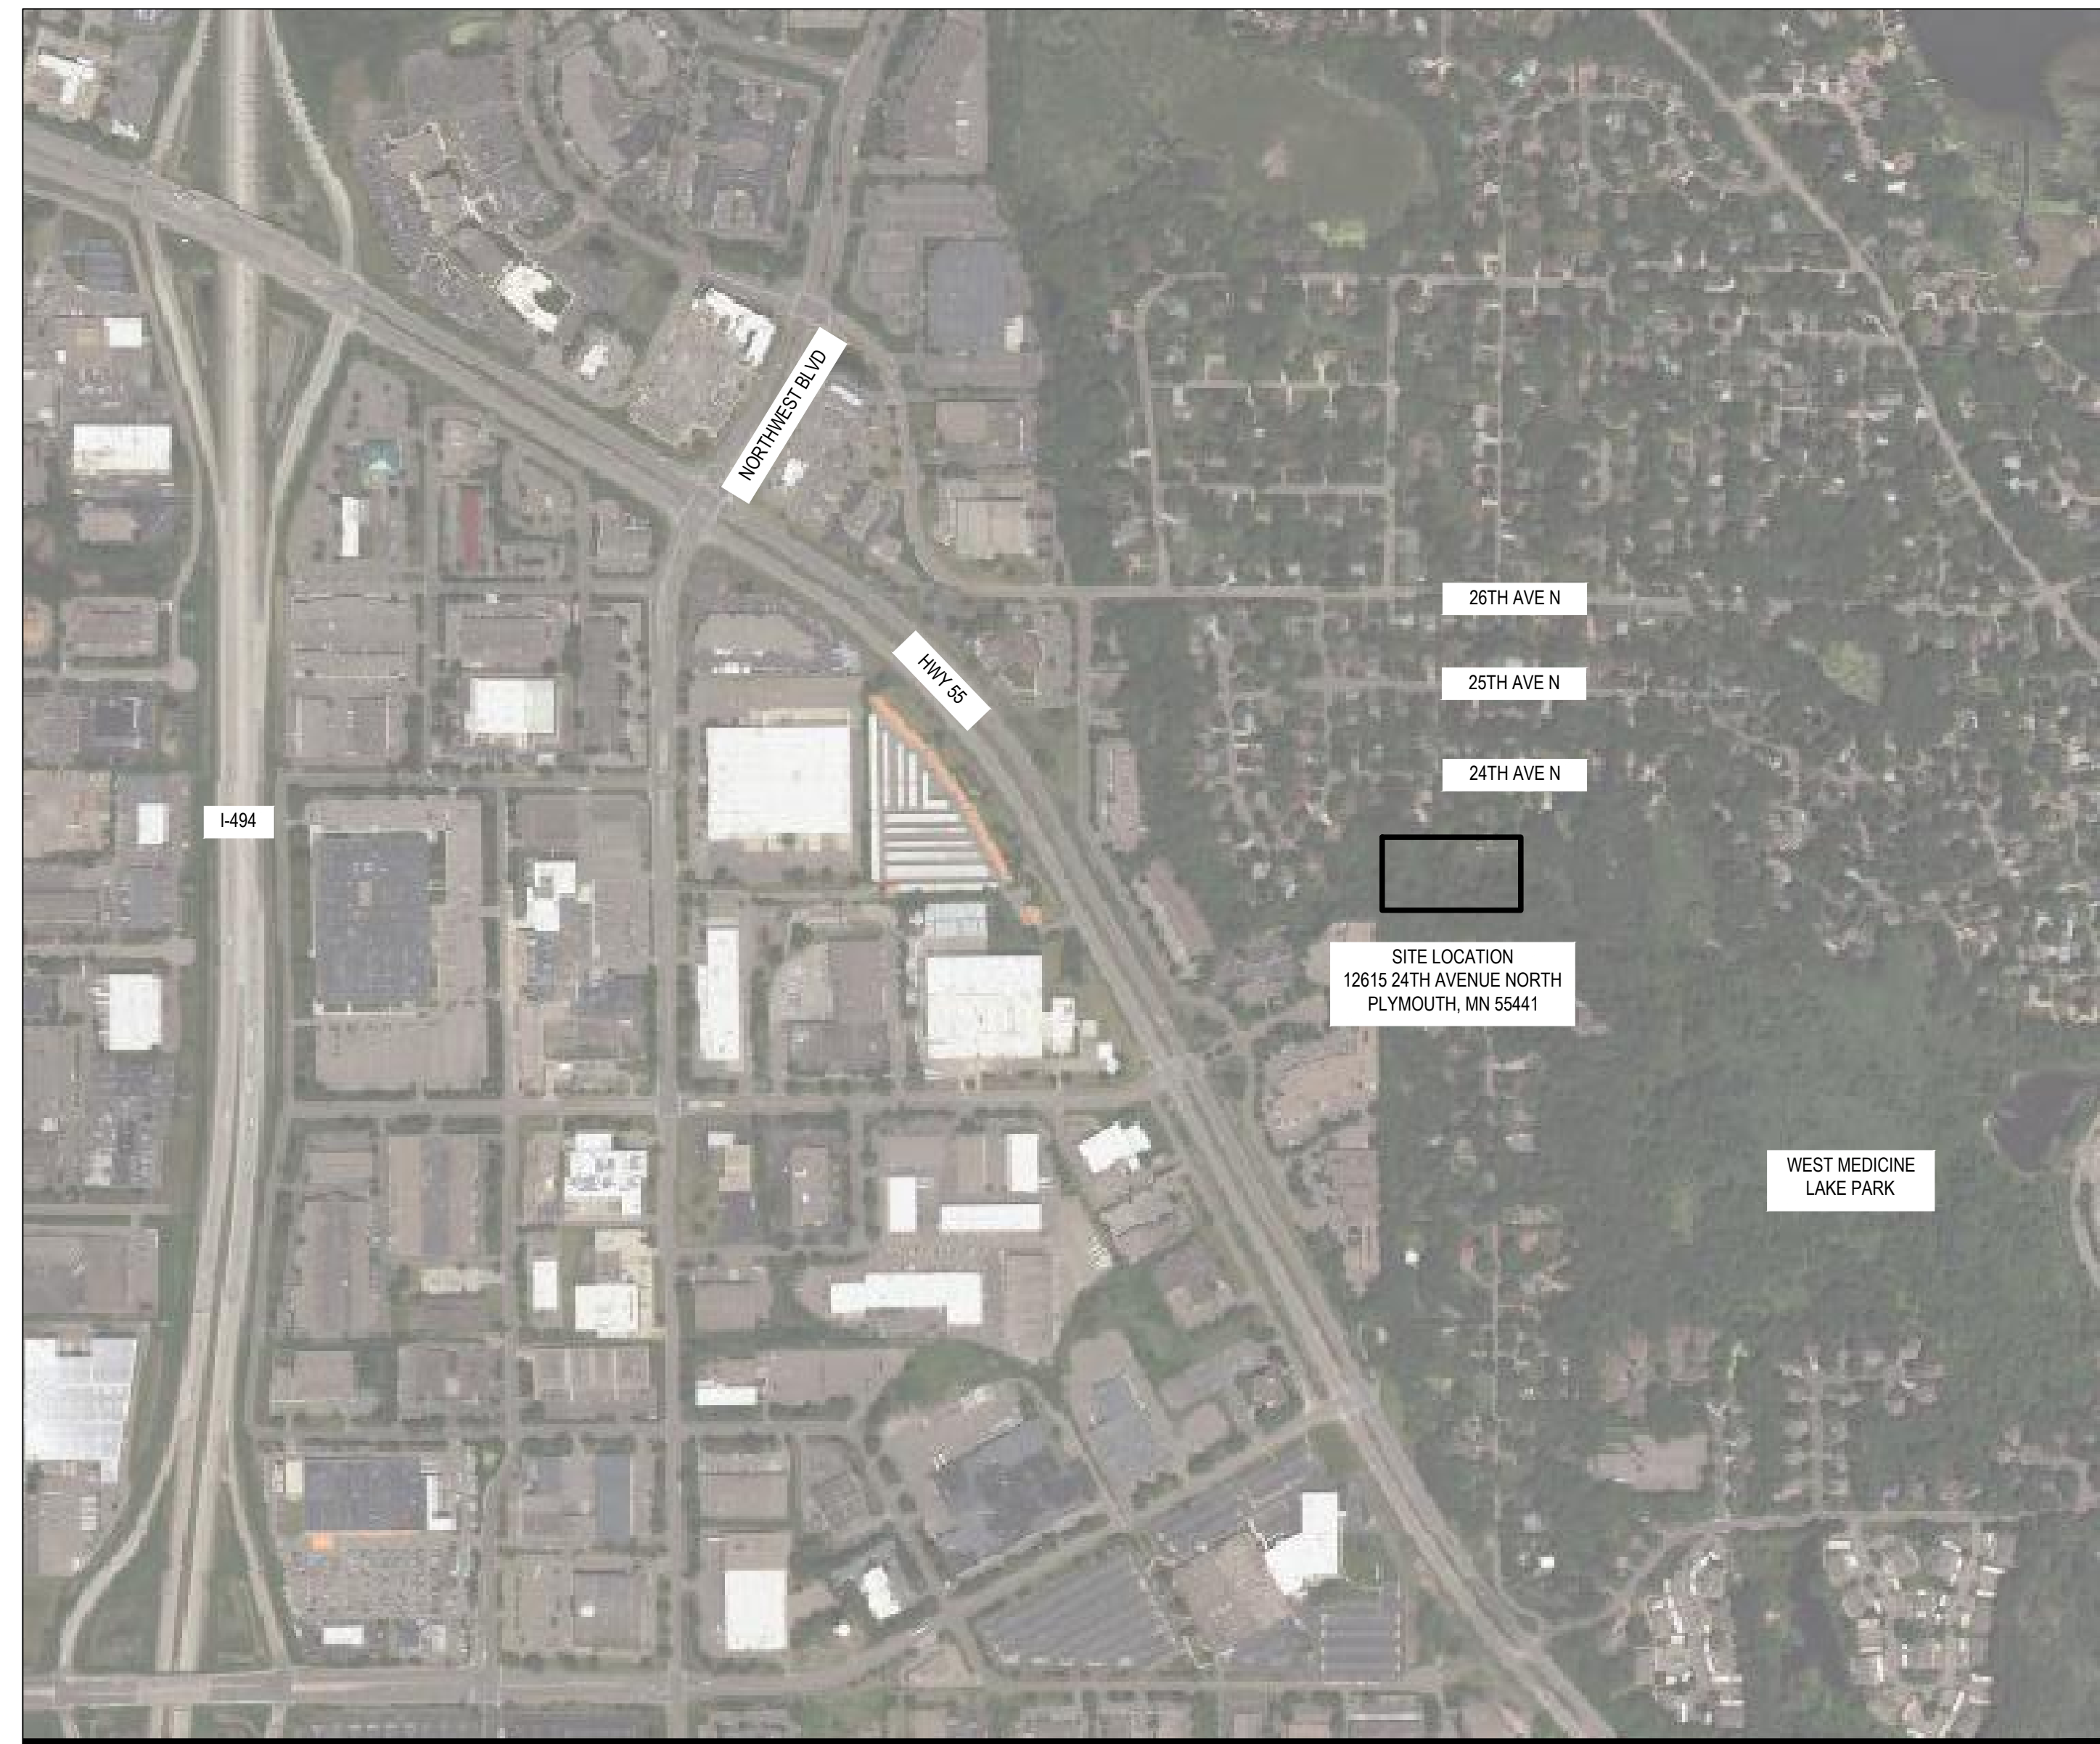 NORTHWEST BLVD
26TH AVE N
HWY 55
25TH AVE N
24TH AVE N
I-494
SITE LOCATION
12615 24TH AVENUE NORTH
PLYMOUTH, MN 55441
WEST MEDICINE
LAKE PARK